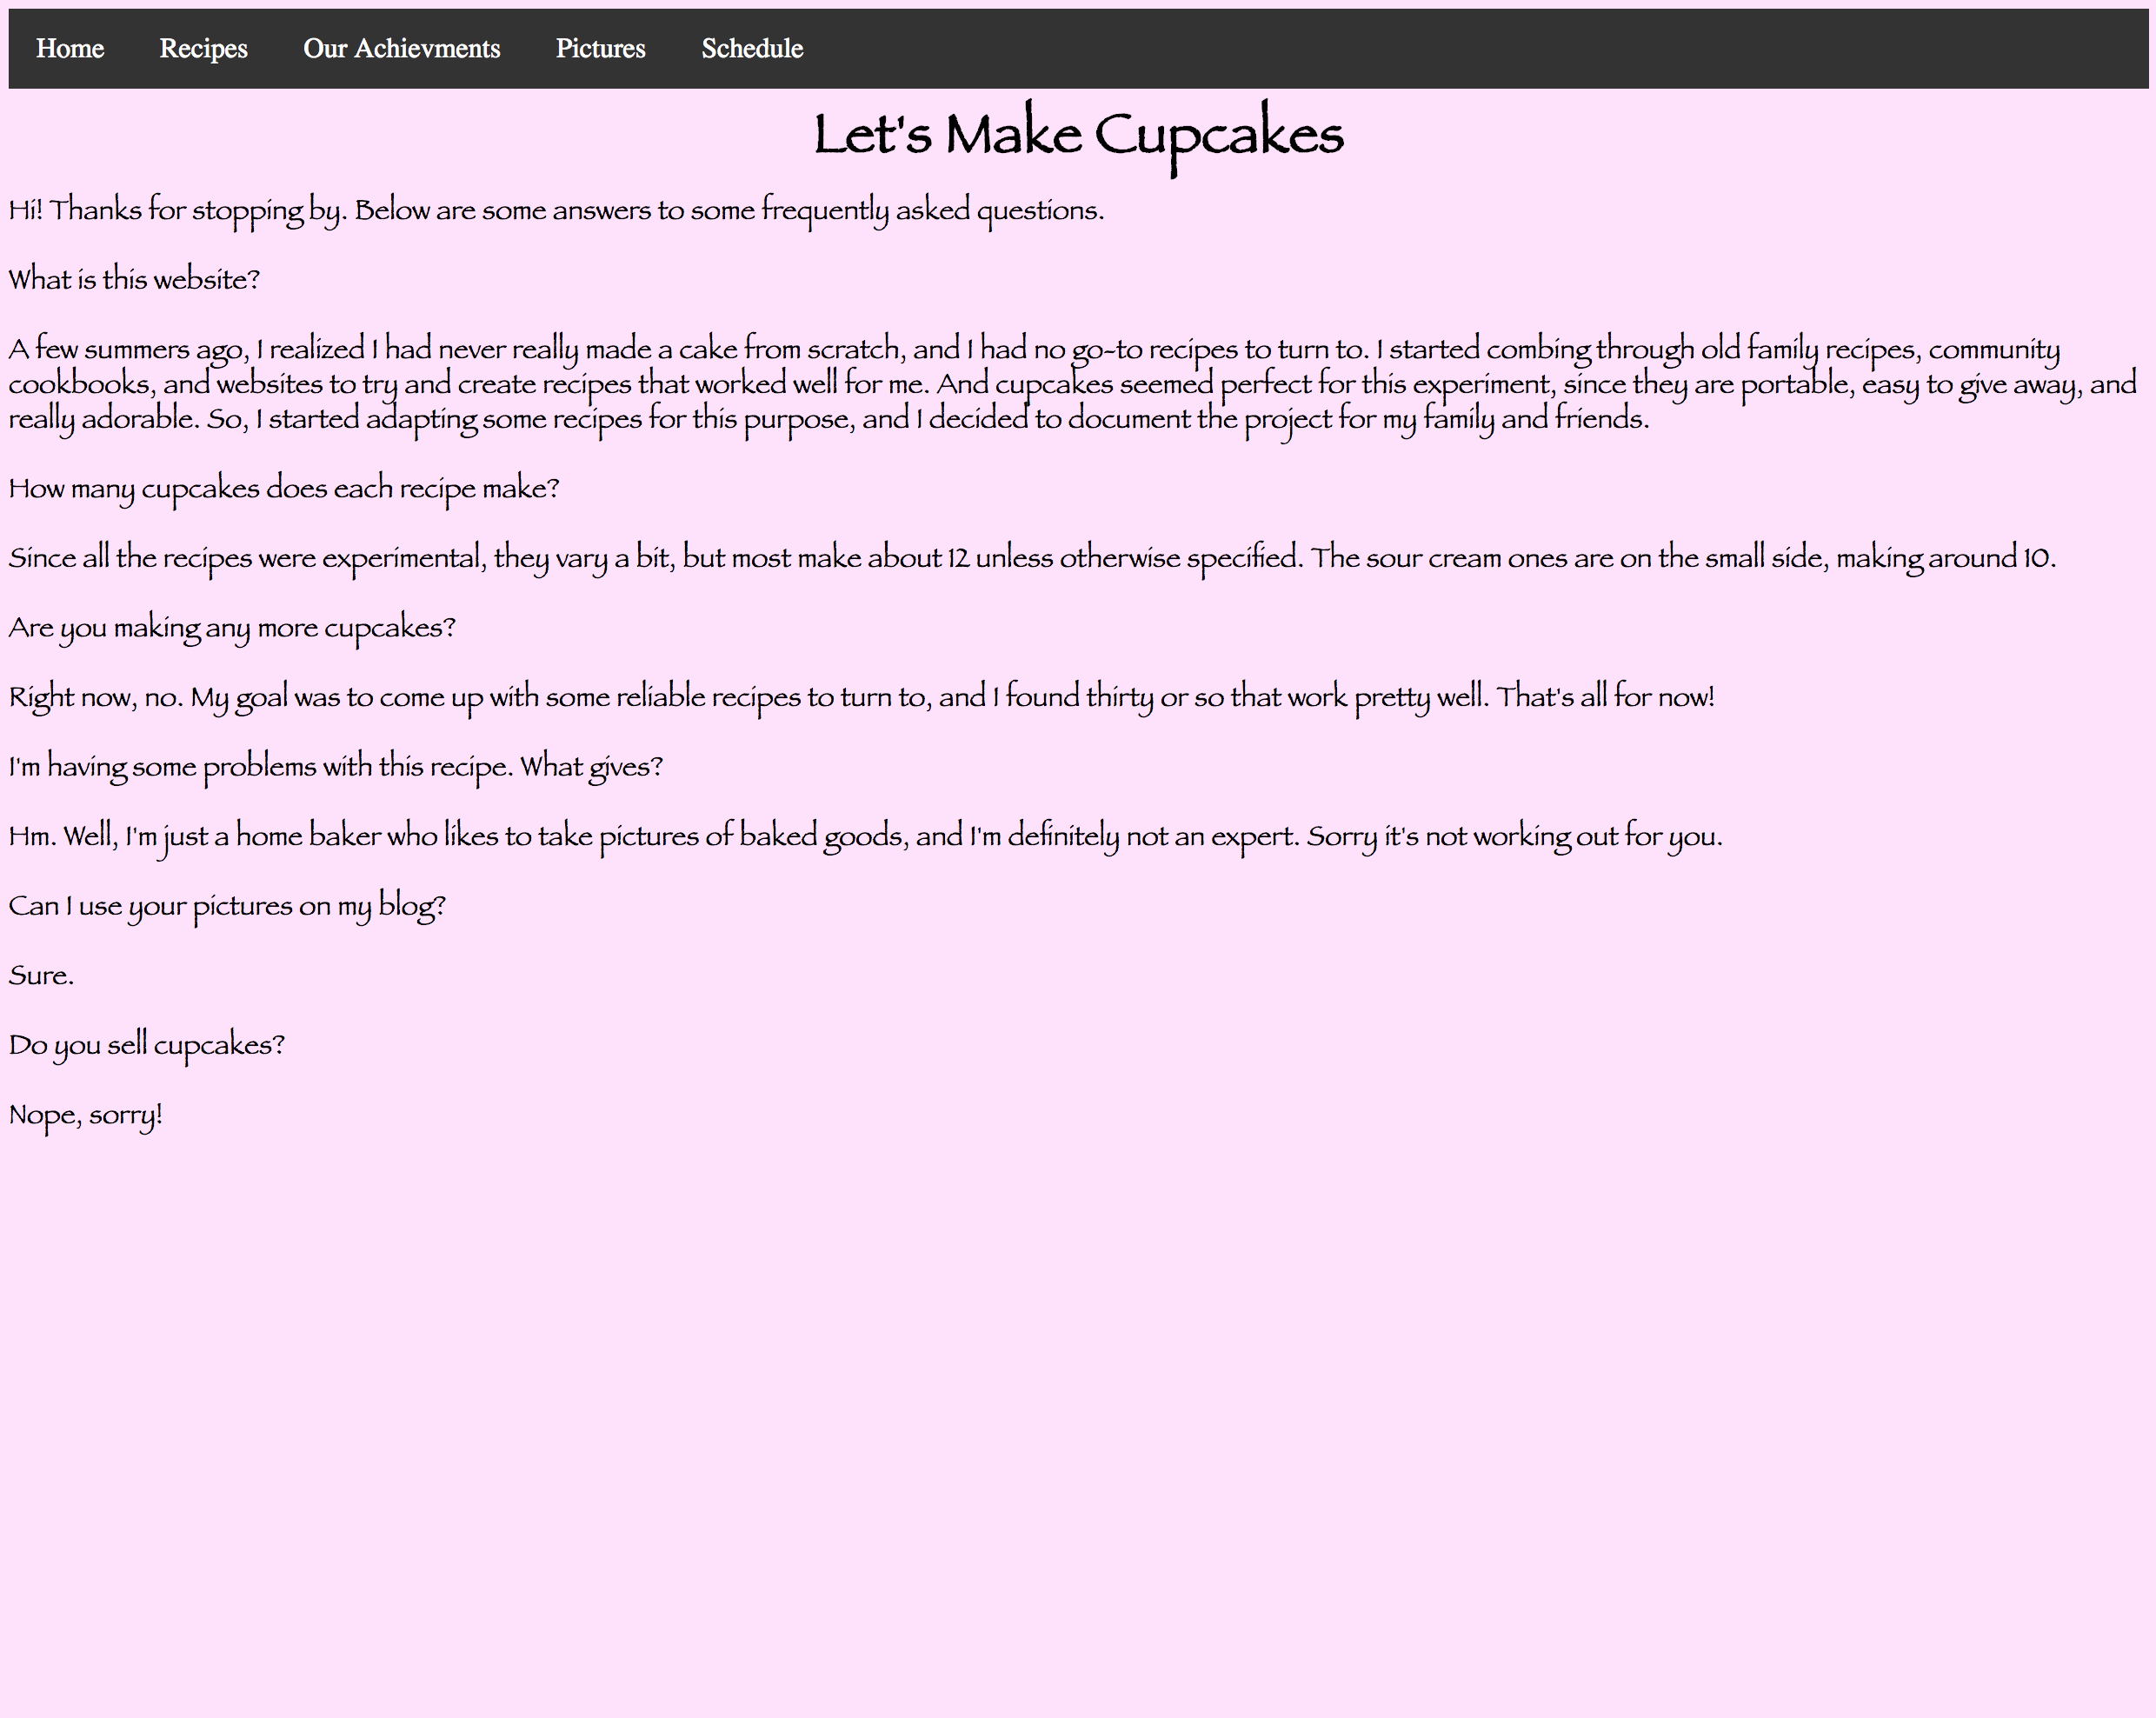 Home Recipes Our Achievments Pictures Schedule
Let's Make Cupcakes
Hi! Thanks for stopping by. Below are some answers to some frequently asked questions.
What is this website?
A few summers ago, I realized I had never really made a cake from scratch, and I had no go-to recipes to turn to. I started combing through old family recipes, community
cookbooks, and websites to try and create recipes that worked well for me. And cupcakes seemed perfect for this experiment, since they are portable, easy to give away, and
really adorable. So, I started adapting some recipes for this purpose, and I decided to document the project for my family and friends.
How many cupcakes does each recipe make?
Since all the recipes were experimental, they vary a bit, but most make about 12 unless otherwise specified. The sour cream ones are on the small side, making around 10.
Are you making any more cupcakes?
Right now, no. My goal was to come up with some reliable recipes to turn to, and I found thirty or so that work pretty well. That's all for now!
I'm having some problems with this recipe. What gives?
Hm. Well, I'm just a home baker who likes to take pictures of baked goods, and I'm definitely not an expert. Sorry it's not working out for you.
Can I use your pictures on my blog?
Sure.
Do you sell cupcakes?
Nope, sorry!